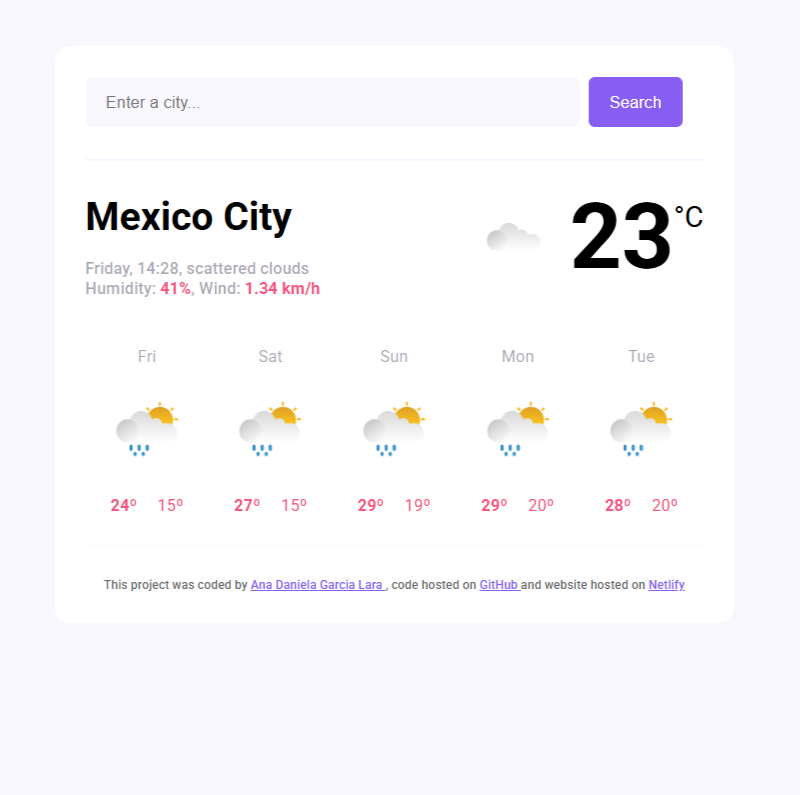 Enter a city...
Search
Mexico City
23 °C
Friday, 14:28, scattered clouds
Humidity: 41%, Wind: 1.34 km/h
Fri Sat Sun Mon Tue
24º 15º 27º 15º 29º 19º 29º 20º 28º 20º
This project was coded by Ana Daniela Garcia Lara , code hosted on GitHub and website hosted on Netlify